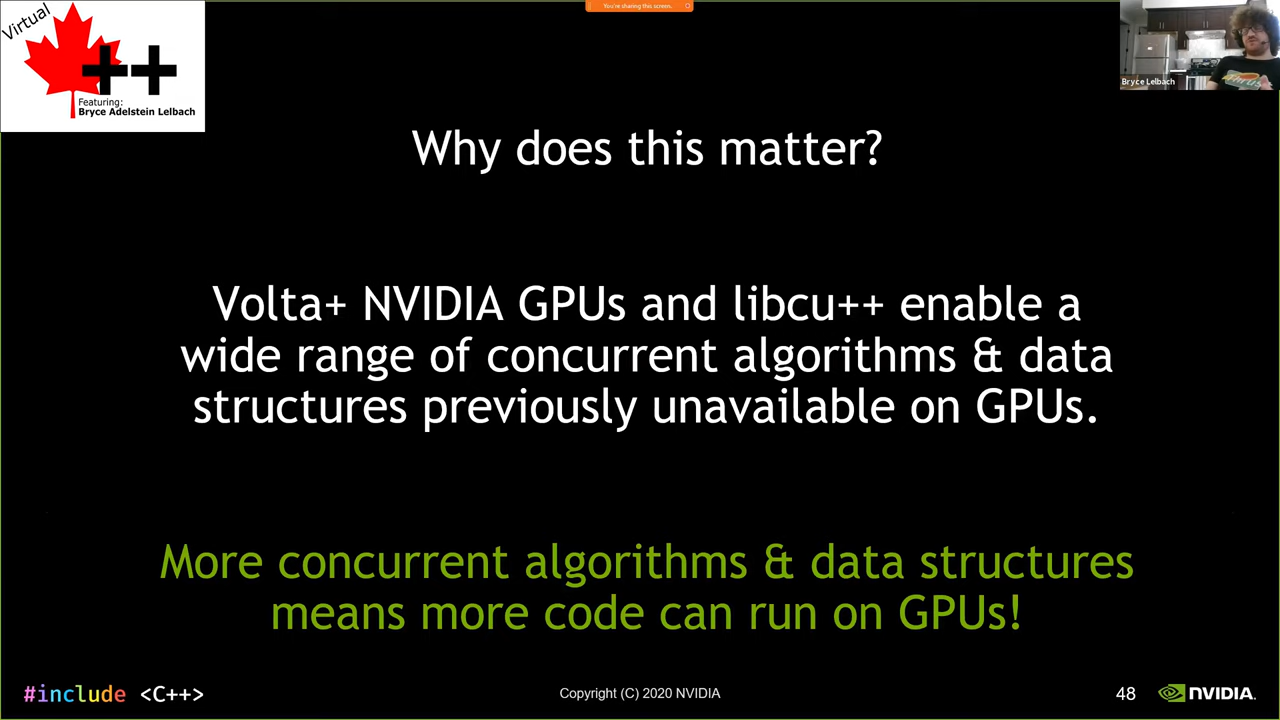 Virtual
++
Featuring:
Bryce Adelstein Lelbach
You're sharing this screen.
Bryce Lelbach
Why does this matter?
Volta+ NVIDIA GPUs and libcu++ enable a
wide range of concurrent algorithms & data
structures previously unavailable on GPUs.
More concurrent algorithms & data structures
means more code can run on GPUs!
#include <C++>
Copyright (C) 2020 NVIDIA
48
NVIDIA.